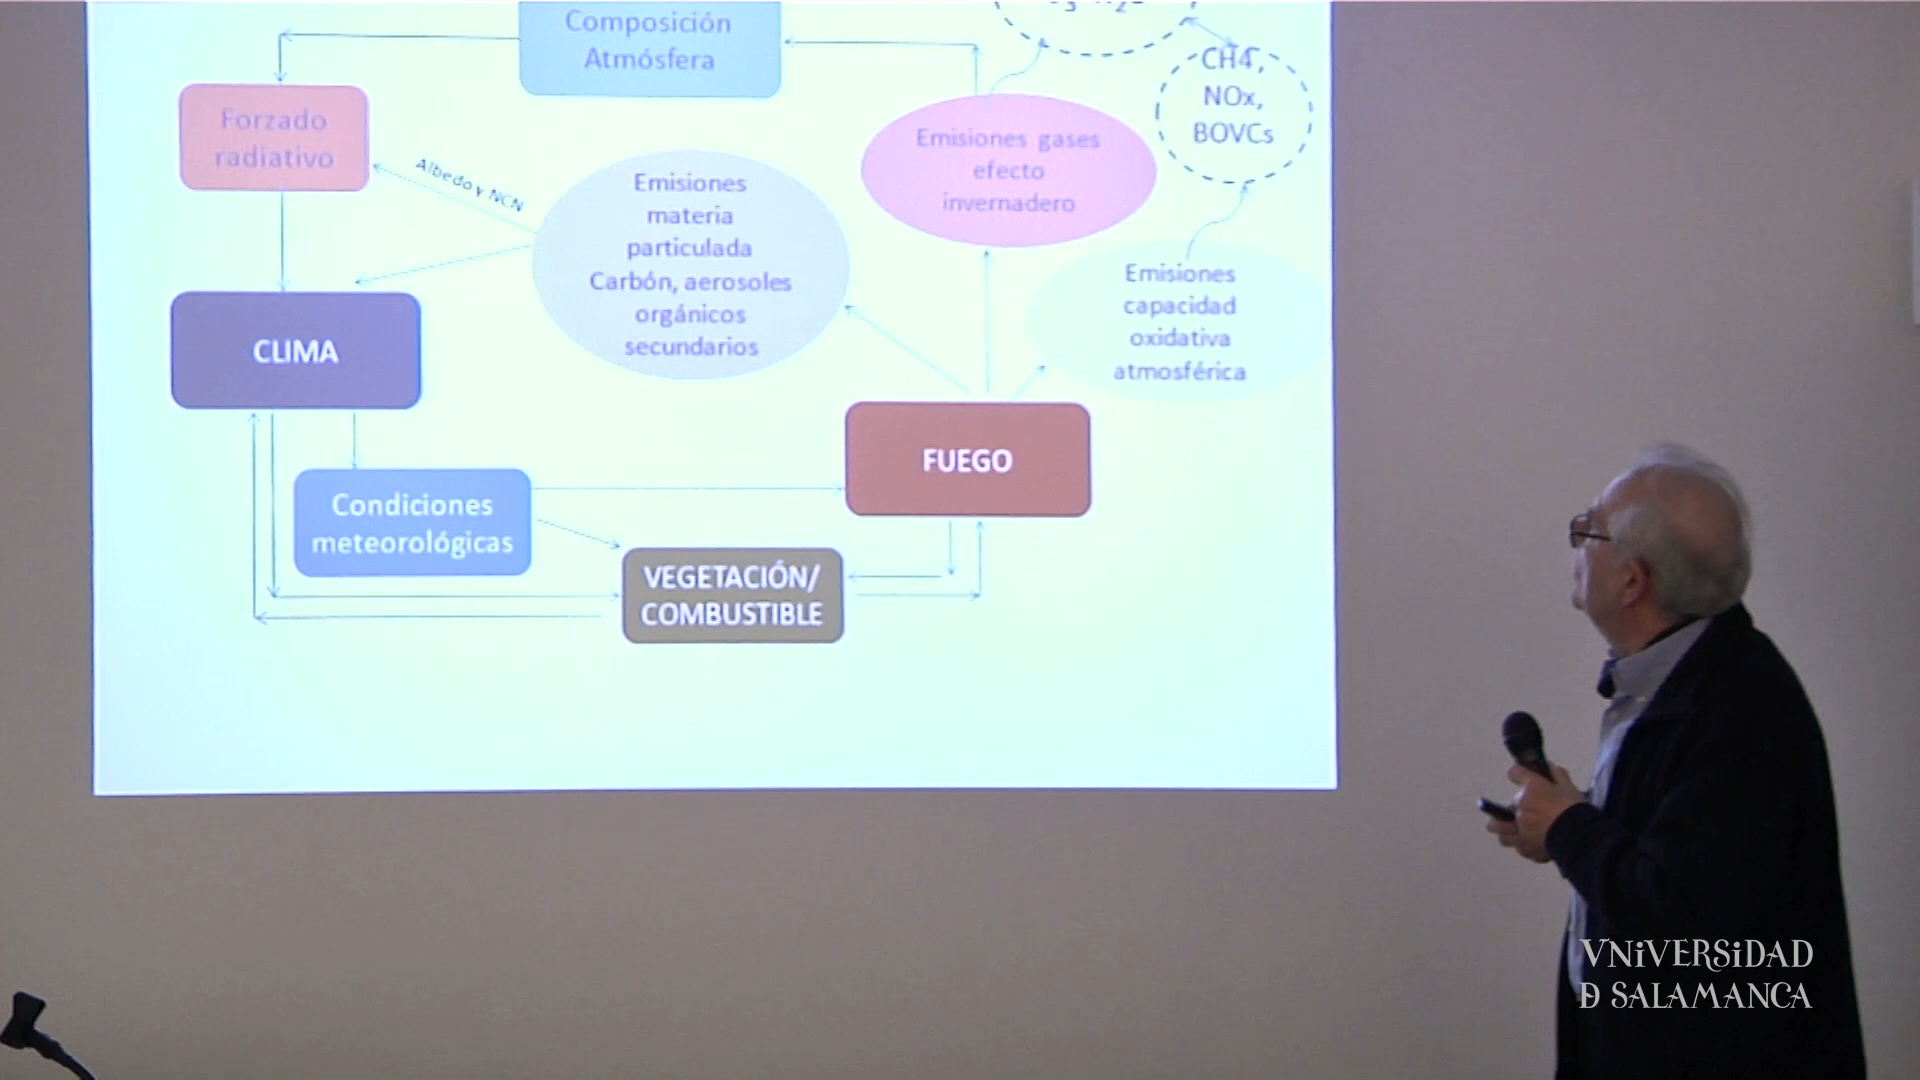 Composición
Atmósfera
CH4,
NOx,
BOVCs
Forzado
radiativo
Albedo y NCN
Emisiones
materia
particulada
Carbón, aerosoles
orgánicos
secundarios
Emisiones gases
efecto
invernadero
Emisiones
capacidad
oxidativa
atmosférica
CLIMA
FUEGO
Condiciones
meteorológicas
VEGETACIÓN/
COMBUSTIBLE
VNiVERSiDAD
Ð SALAMANCA